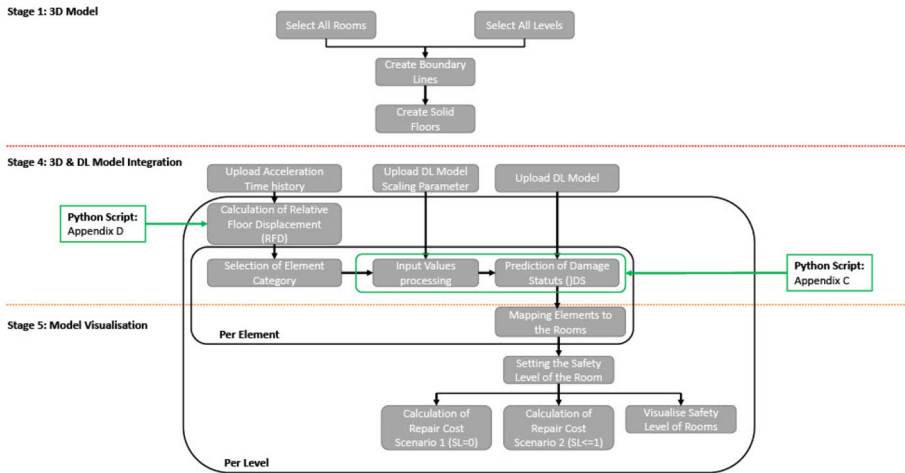 Stage 1: 3D Model
Select All Rooms
Select All Levels
Create Boundary
Lines
Create Solid
Floors
Stage 4: 3D & DL Model Integration
Upload Acceleration
Time history
Upload DL Model
Scaling Parameter
Upload DL Model
Python Script:
Appendix D
Calculation of Relative
Floor Displacement
(RFD)
Selection of Element
Category
Input Values
processing
Prediction of Damage
Statuts ()DS
Python Script:
Appendix C
Stage 5: Model Visualisation
Per Element
Mapping Elements to
the Rooms
Setting the Safety
Level of the Room
Calculation of
Repair Cost
Scenario 1 (SL=0)
Calculation of
Repair Cost
Scenario 2 (SL<=1)
Visualise Safety
Level of Rooms
Per Level